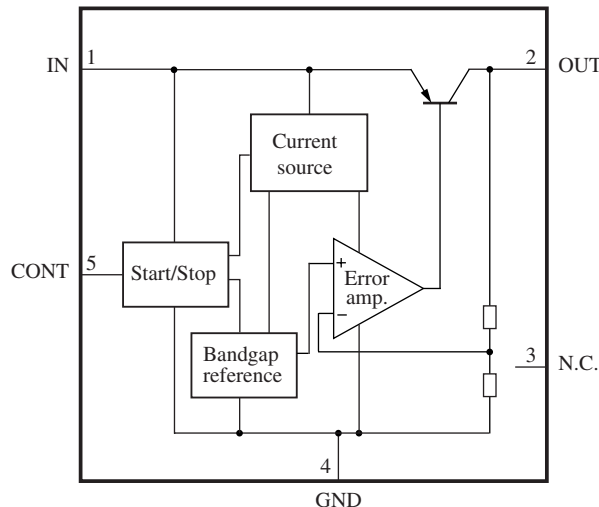 IN
1
2
OUT
Current
source
CONT
5
Start/Stop
+
Error
amp.
−
Bandgap
reference
3
N.C.
4
GND